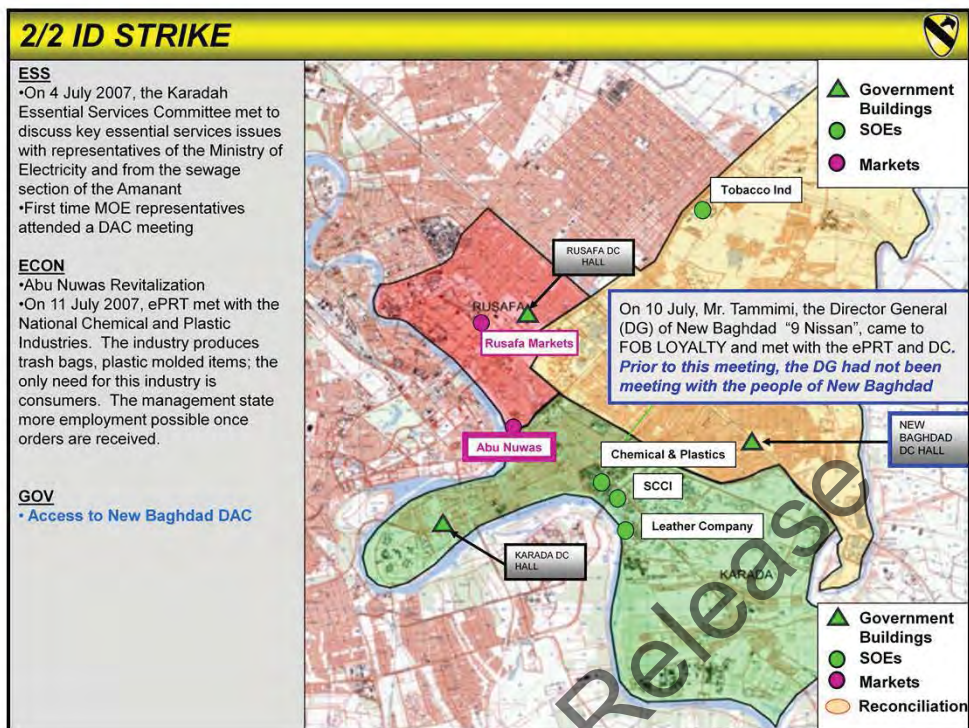 2/2 ID STRIKE
ESS
•On 4 July 2007, the Karadah
Essential Services Committee met to
discuss key essential services issues
with representatives of the Ministry of
Electricity and from the sewage
section of the Amanant
•First time MOE representatives
attended a DAC meeting
ECON
•Abu Nuwas Revitalization
•On 11 July 2007, ePRT met with the
National Chemical and Plastic
Industries. The industry produces
trash bags, plastic molded items; the
only need for this industry is
consumers. The management state
more employment possible once
orders are received.
GOV
• Access to New Baghdad DAC
Government
Buildings
SOEs
Markets
Tobacco Ind
RUSAFA DC
HALL
RUSAFA
Rusafa Markets
On 10 July, Mr. Tammimi, the Director General
(DG) of New Baghdad "9 Nissan", came to
FOB LOYALTY and met with the ePRT and DC.
Prior to this meeting, the DG had not been
meeting with the people of New Baghdad
Abu Nuwas
NEW
BAGHDAD
DC HALL
Chemical & Plastics
SCCI
Leather Company
KARADA DC
HALL
KARADA
Release
Government
Buildings
SOEs
Markets
Reconciliation